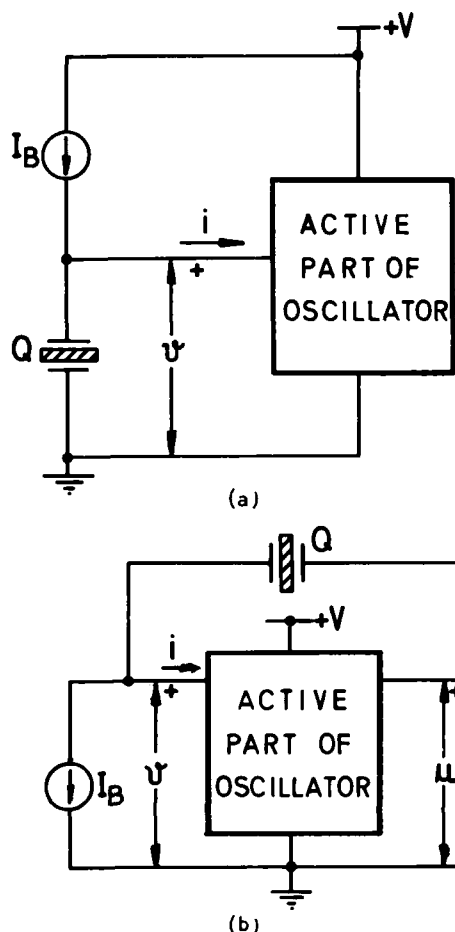 +V
I_B
i
+
ACTIVE
PART OF
OSCILLATOR
Q
v
(a)
Q
+V
i
+
+
ACTIVE
PART OF
OSCILLATOR
I_B
v
μ
(b)